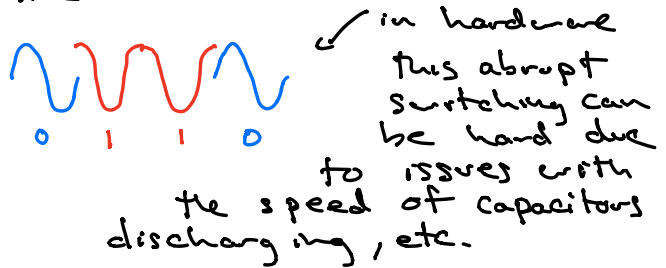 in hardware
this abrupt
switching can
be hard due
0 1 1 0
to issues with
the speed of capacitors
discharging, etc.